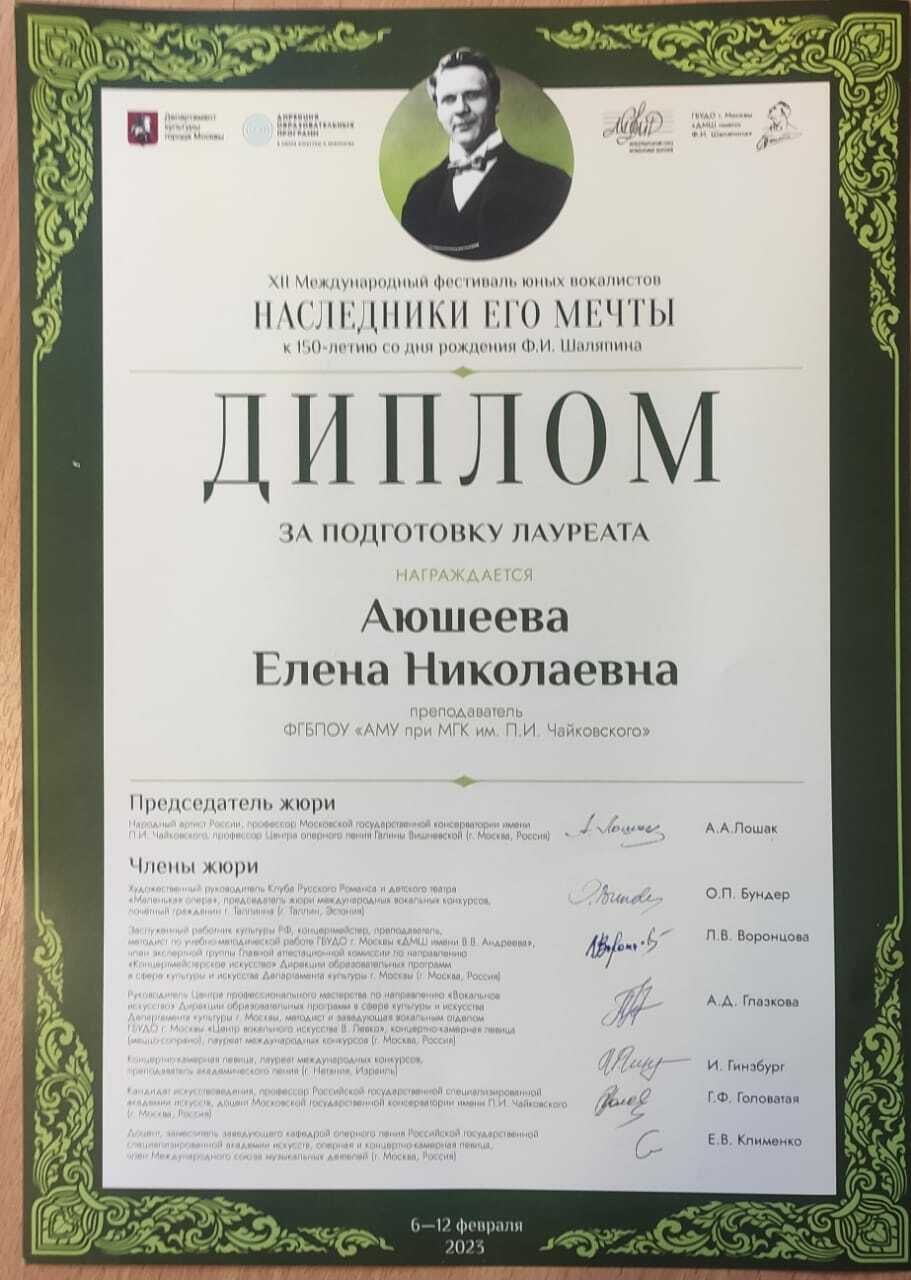 Департамент
культуры
города Москвы
ДИРЕКЦИЯ
ОБРАЗОВАТЕЛЬНЫХ
ПРОГРАММ
ГБУДО г. Москвы
«ДМШ имени
Ф.И. Шаляпина»
XII Международный фестиваль юных вокалистов
НАСЛЕДНИКИ ЕГО МЕЧТЫ
к 150-летию со дня рождения Ф.И. Шаляпина
ДИПЛОМ
ЗА ПОДГОТОВКУ ЛАУРЕАТА
НАГРАЖДАЕТСЯ
Аюшеева
Елена Николаевна
преподаватель
ФГБПОУ «АМУ при МГК им. П.И. Чайковского»
Председатель жюри
Народный артист России, профессор Московской государственной консерватории имени
П.И. Чайковского, профессор Центра оперного пения Галины Вишневской (г. Москва, Россия)
А.А.Лошак
Члены жюри
Художественный руководитель Клуба Русского Романса и детского театра
«Маленькая опера», председатель жюри международных вокальных конкурсов,
почётный гражданин г. Таллинна (г. Таллин, Эстония)
О.П. Бундер
Заслуженный работник культуры РФ, концертмейстер, преподаватель,
методист по учебно-методической работе ГБУДО г. Москвы «ДМШ имени В.В. Андреева»,
член экспертной группы Главной аттестационной комиссии по направлению
«Концертмейстерское искусство» Дирекции образовательных программ
в сфере культуры и искусства Департамента культуры г. Москвы (г. Москва, Россия)
Л.В. Воронцова
Руководитель Центра профессионального мастерства по направлению «Вокальное
искусство» Дирекции образовательных программ в сфере культуры и искусства
Департамента культуры г. Москвы, методист и заведующая вокальным отделом
ГБУДО г. Москвы «Центр вокального искусства В. Левко», концертно-камерная певица
(меццо-сопрано), лауреат международных конкурсов (г. Москва, Россия)
А.Д. Глазкова
Концертно-камерная певица, лауреат международных конкурсов,
преподаватель академического пения (г. Нетания, Израиль)
И. Гинзбург
Кандидат искусствоведения, профессор Российской государственной специализированной
академии искусств, доцент Московской государственной консерватории имени П.И. Чайковского
(г. Москва, Россия)
Г.Ф. Головатая
Доцент, заместитель заведующего кафедрой оперного пения Российской государственной
специализированной академии искусств, оперная и концертно-камерная певица,
член Международного союза музыкальных деятелей (г. Москва, Россия)
Е.В. Клименко
6—12 февраля
2023